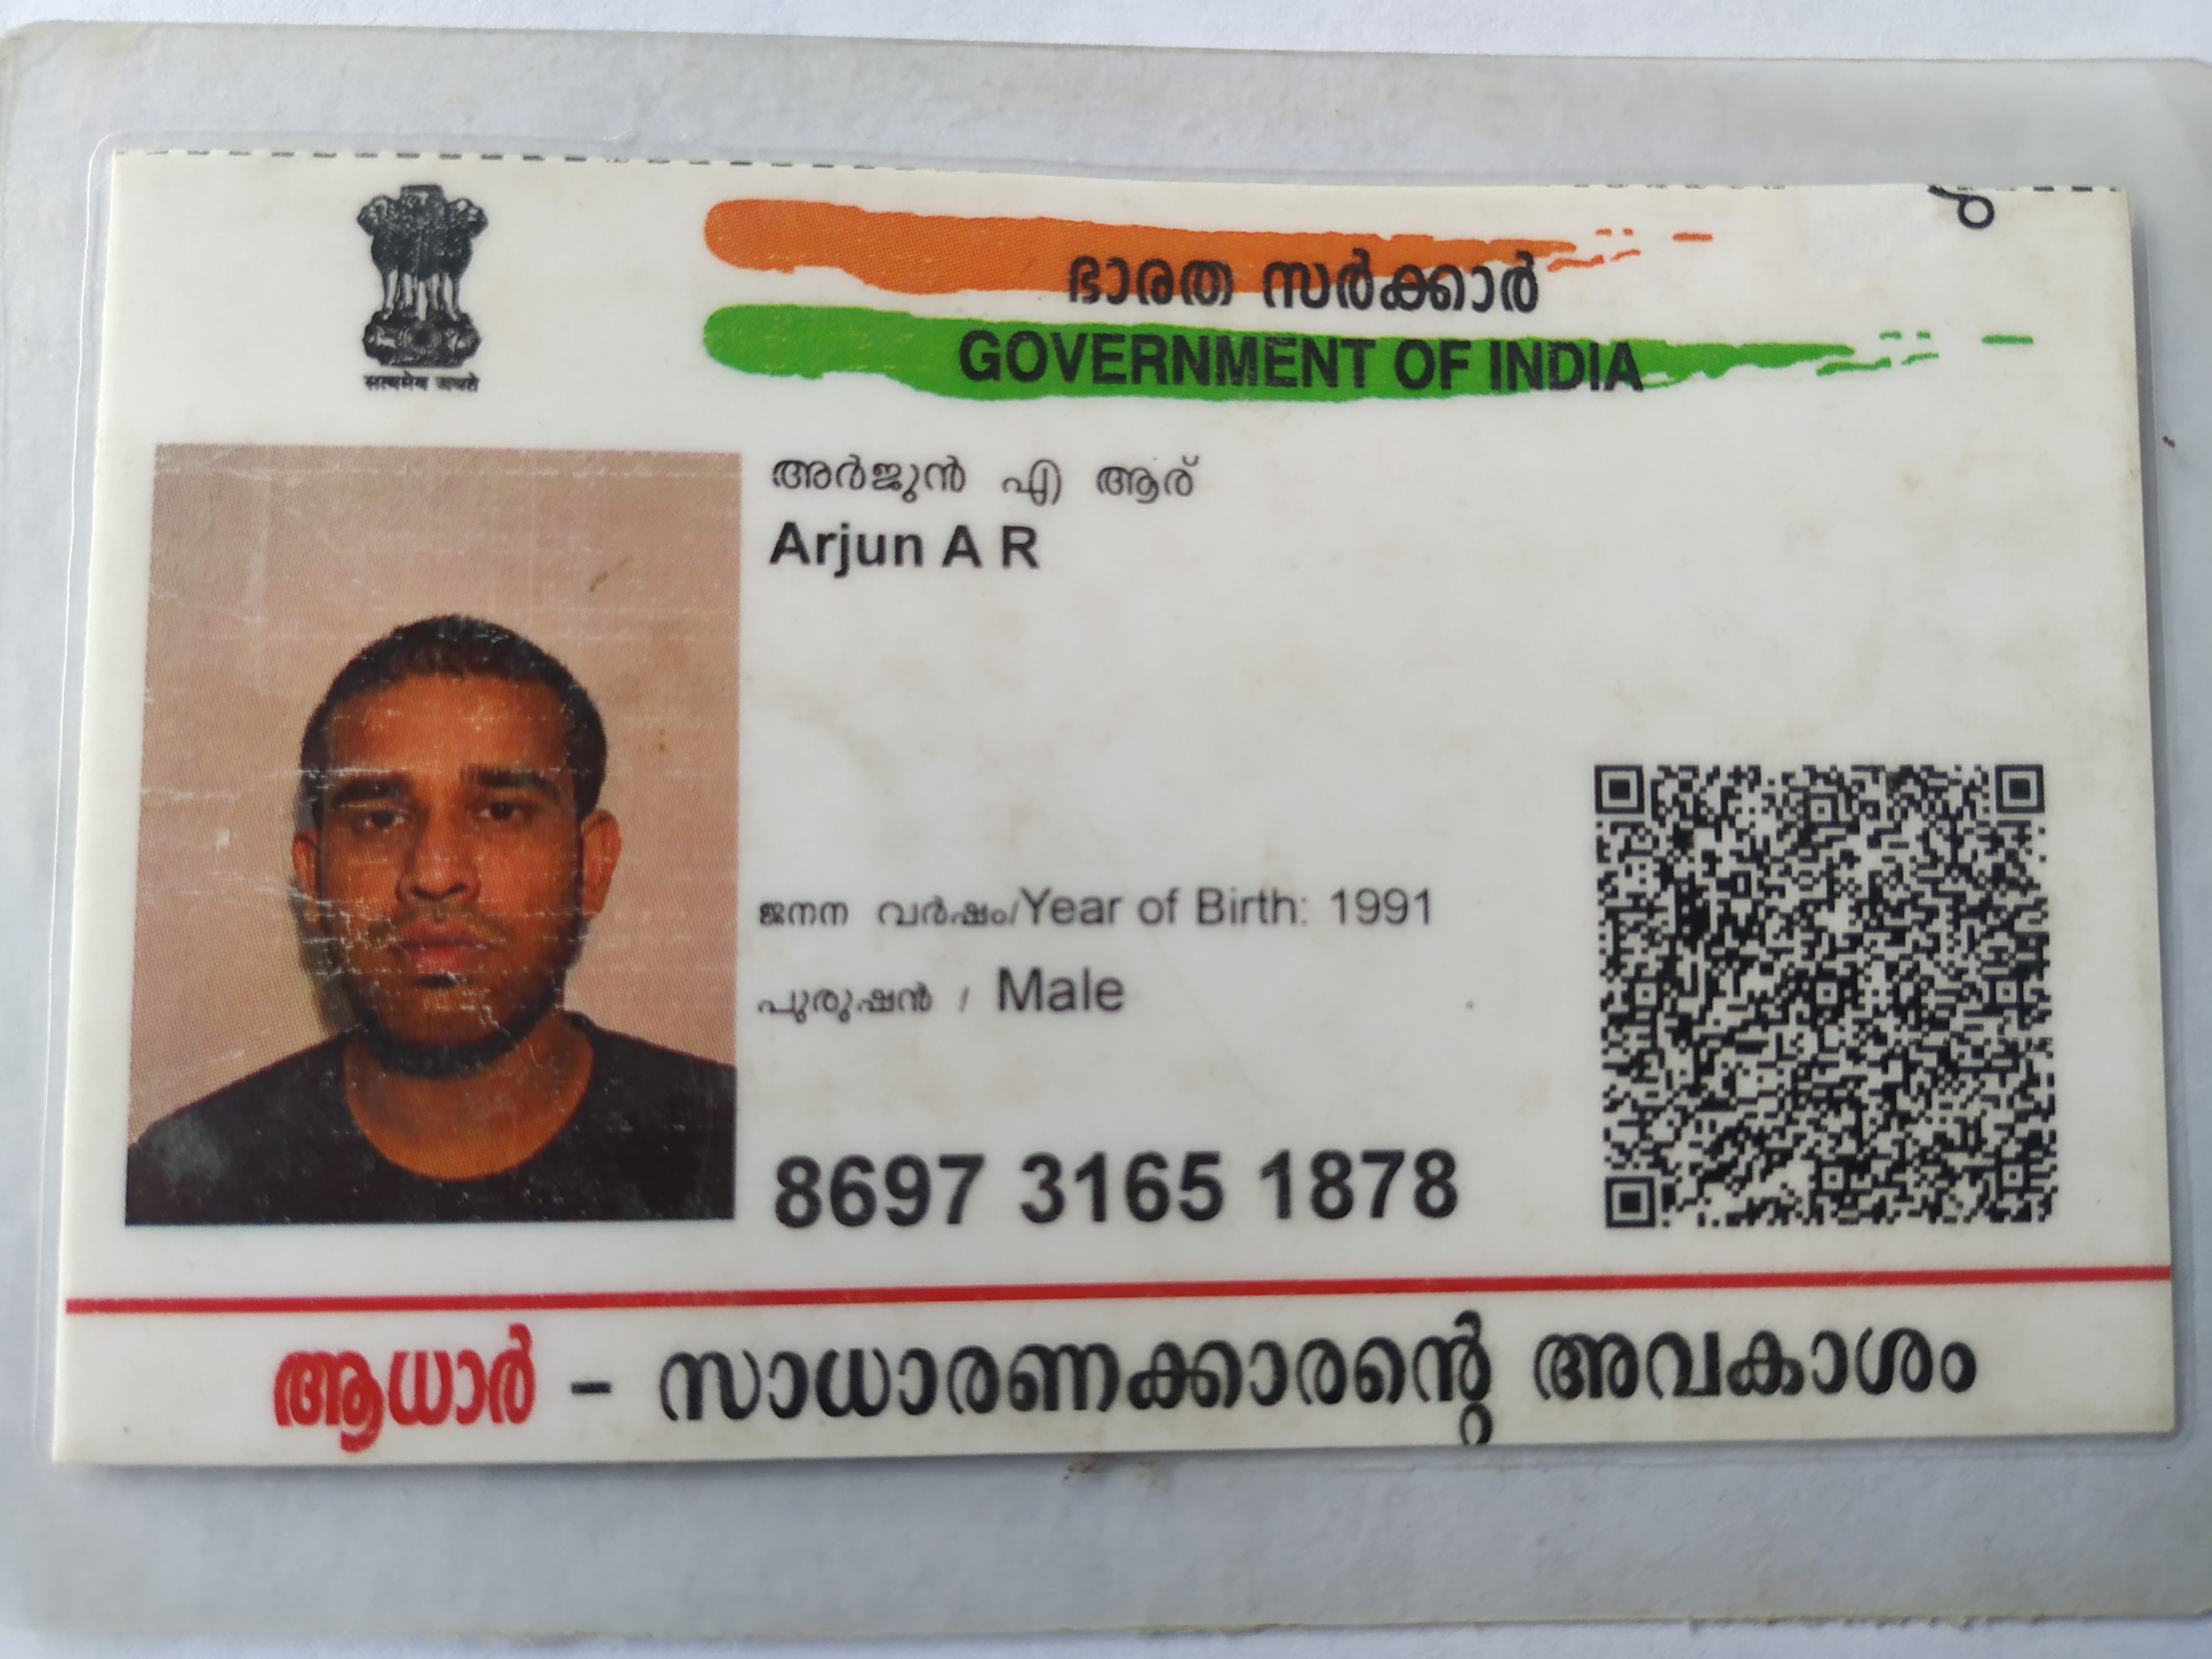 ഭാരത സർക്കാർ
GOVERNMENT OF INDIA
सत्यमेव जयते
അർജുൻ എ ആര്
Arjun A R
ജനന വർഷം/Year of Birth: 1991
പുരുഷൻ / Male
8697 3165 1878
ആധാർ – സാധാരണക്കാരന്റെ അവകാശം